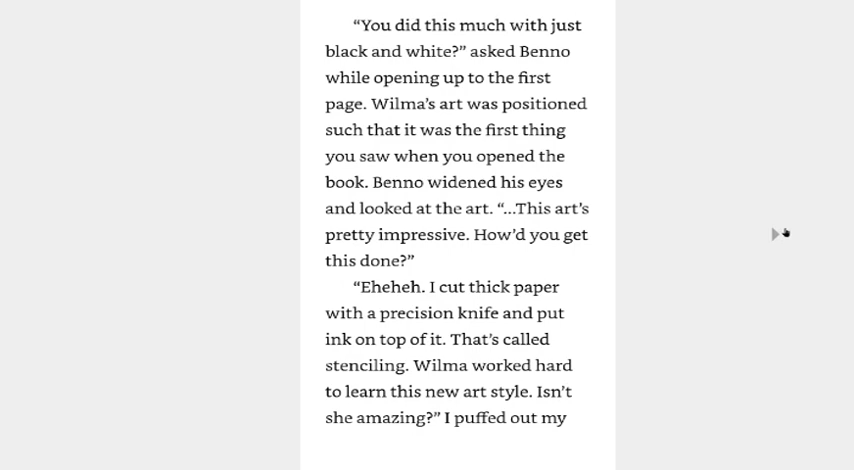 “You did this much with just
black and white?” asked Benno
while opening up to the first
page. Wilma’s art was positioned
such that it was the first thing
you saw when you opened the
book. Benno widened his eyes
and looked at the art. “...This art’s
pretty impressive. How’d you get
this done?”
“Eheheh. I cut thick paper
with a precision knife and put
ink on top of it. That’s called
stenciling. Wilma worked hard
to learn this new art style. Isn’t
she amazing?” I puffed out my